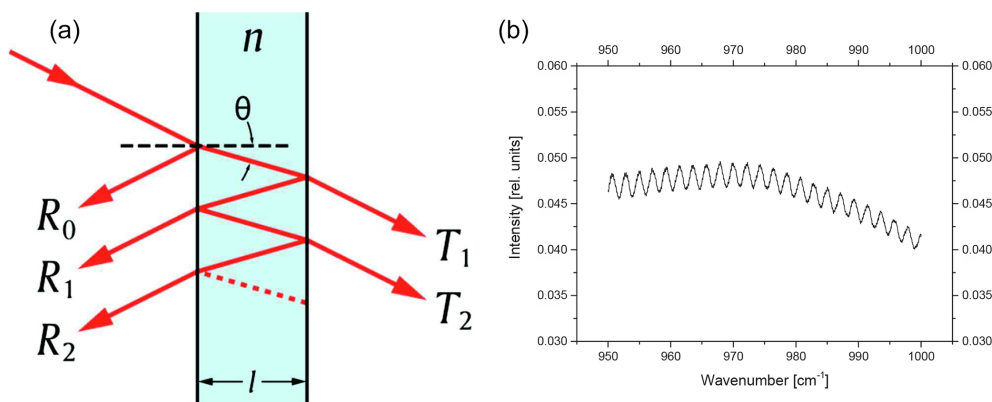 (a)
n
θ
R0
R1
R2
T1
T2
l
(b)
950 960 970 980 990 1000
0.060 0.060
0.055 0.055
0.050 0.050
0.045 0.045
0.040 0.040
0.035 0.035
0.030 0.030
950 960 970 980 990 1000
Intensity [rel. units]
Wavenumber [cm-1]